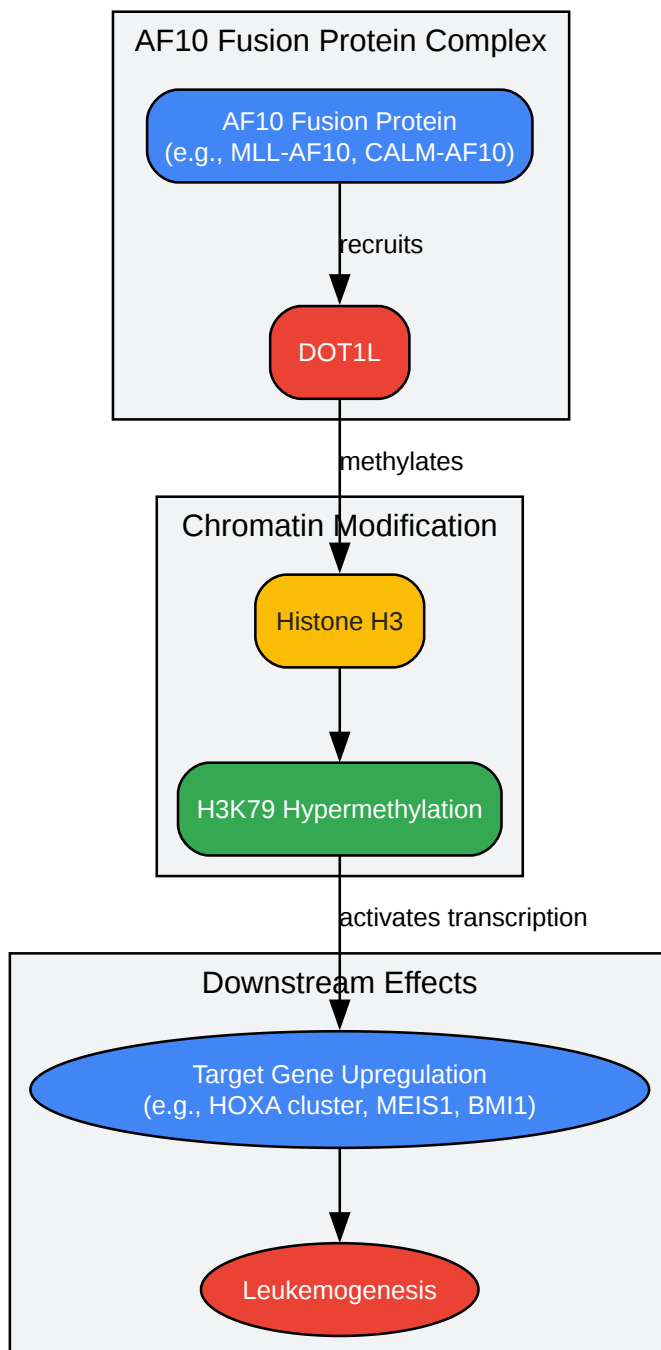 AF10 Fusion Protein Complex
AF10 Fusion Protein
(e.g., MLL-AF10, CALM-AF10)
recruits
DOT1L
methylates
Chromatin Modification
Histone H3
H3K79 Hypermethylation
activates transcription
Downstream Effects
Target Gene Upregulation
(e.g., HOXA cluster, MEIS1, BMI1)
Leukemogenesis